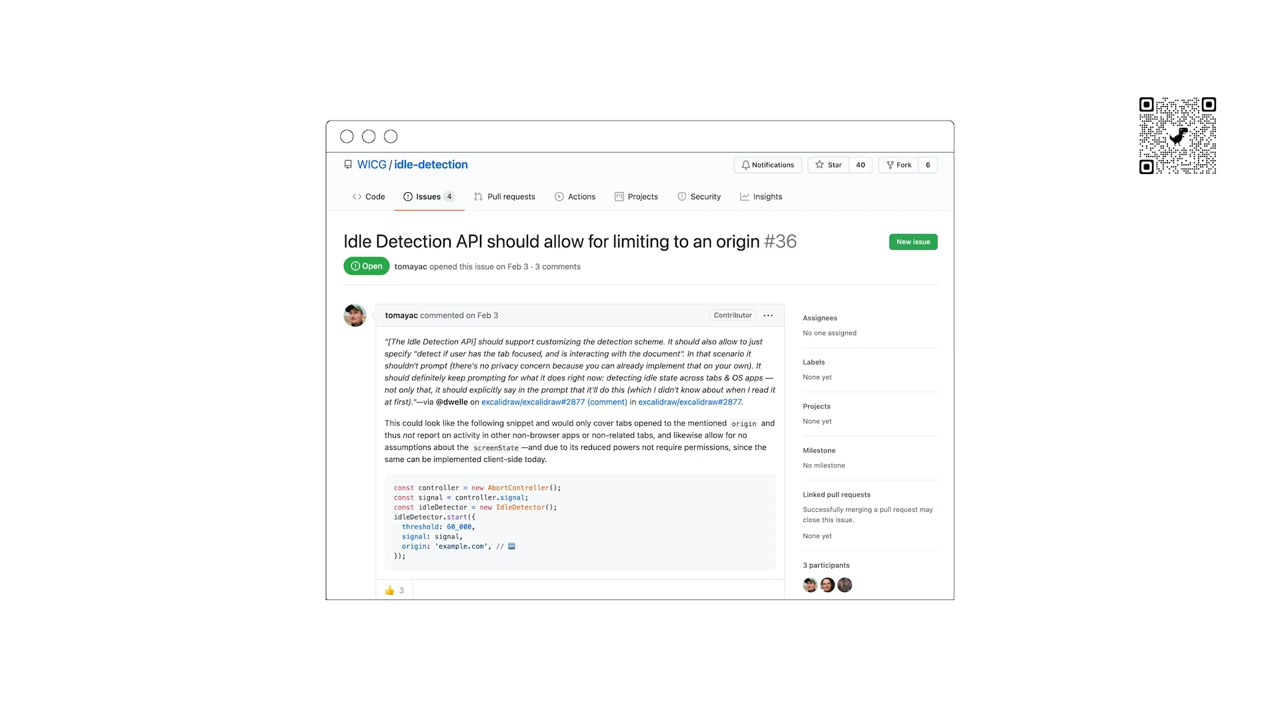 WICG / idle-detection
Notifications
Star 40
Fork 6
Code
Issues 4
Pull requests
Actions
Projects
Security
Insights
Idle Detection API should allow for limiting to an origin #36
New issue
Open
tomayac opened this issue on Feb 3 · 3 comments
tomayac commented on Feb 3
Contributor
“[The Idle Detection API] should support customizing the detection scheme. It should also allow to just
specify "detect if user has the tab focused, and is interacting with the document". In that scenario it
shouldn't prompt (there's no privacy concern because you can already implement that on your own). It
should definitely keep prompting for what it does right now: detecting idle state across tabs & OS apps —
not only that, it should explicitly say in the prompt that it'll do this (which I didn't know about when I read it
at first).”—via @dwelle on excalidraw/excalidraw#2877 (comment) in excalidraw/excalidraw#2877.
This could look like the following snippet and would only cover tabs opened to the mentioned origin and
thus not report on activity in other non-browser apps or non-related tabs, and likewise allow for no
assumptions about the screenState —and due to its reduced powers not require permissions, since the
same can be implemented client-side today.
const controller = new AbortController();
const signal = controller.signal;
const idleDetector = new IdleDetector();
idleDetector.start({
threshold: 60_000,
signal: signal,
origin: 'example.com', // 🆕
});
👍 3
Assignees
No one assigned
Labels
None yet
Projects
None yet
Milestone
No milestone
Linked pull requests
Successfully merging a pull request may
close this issue.
None yet
3 participants